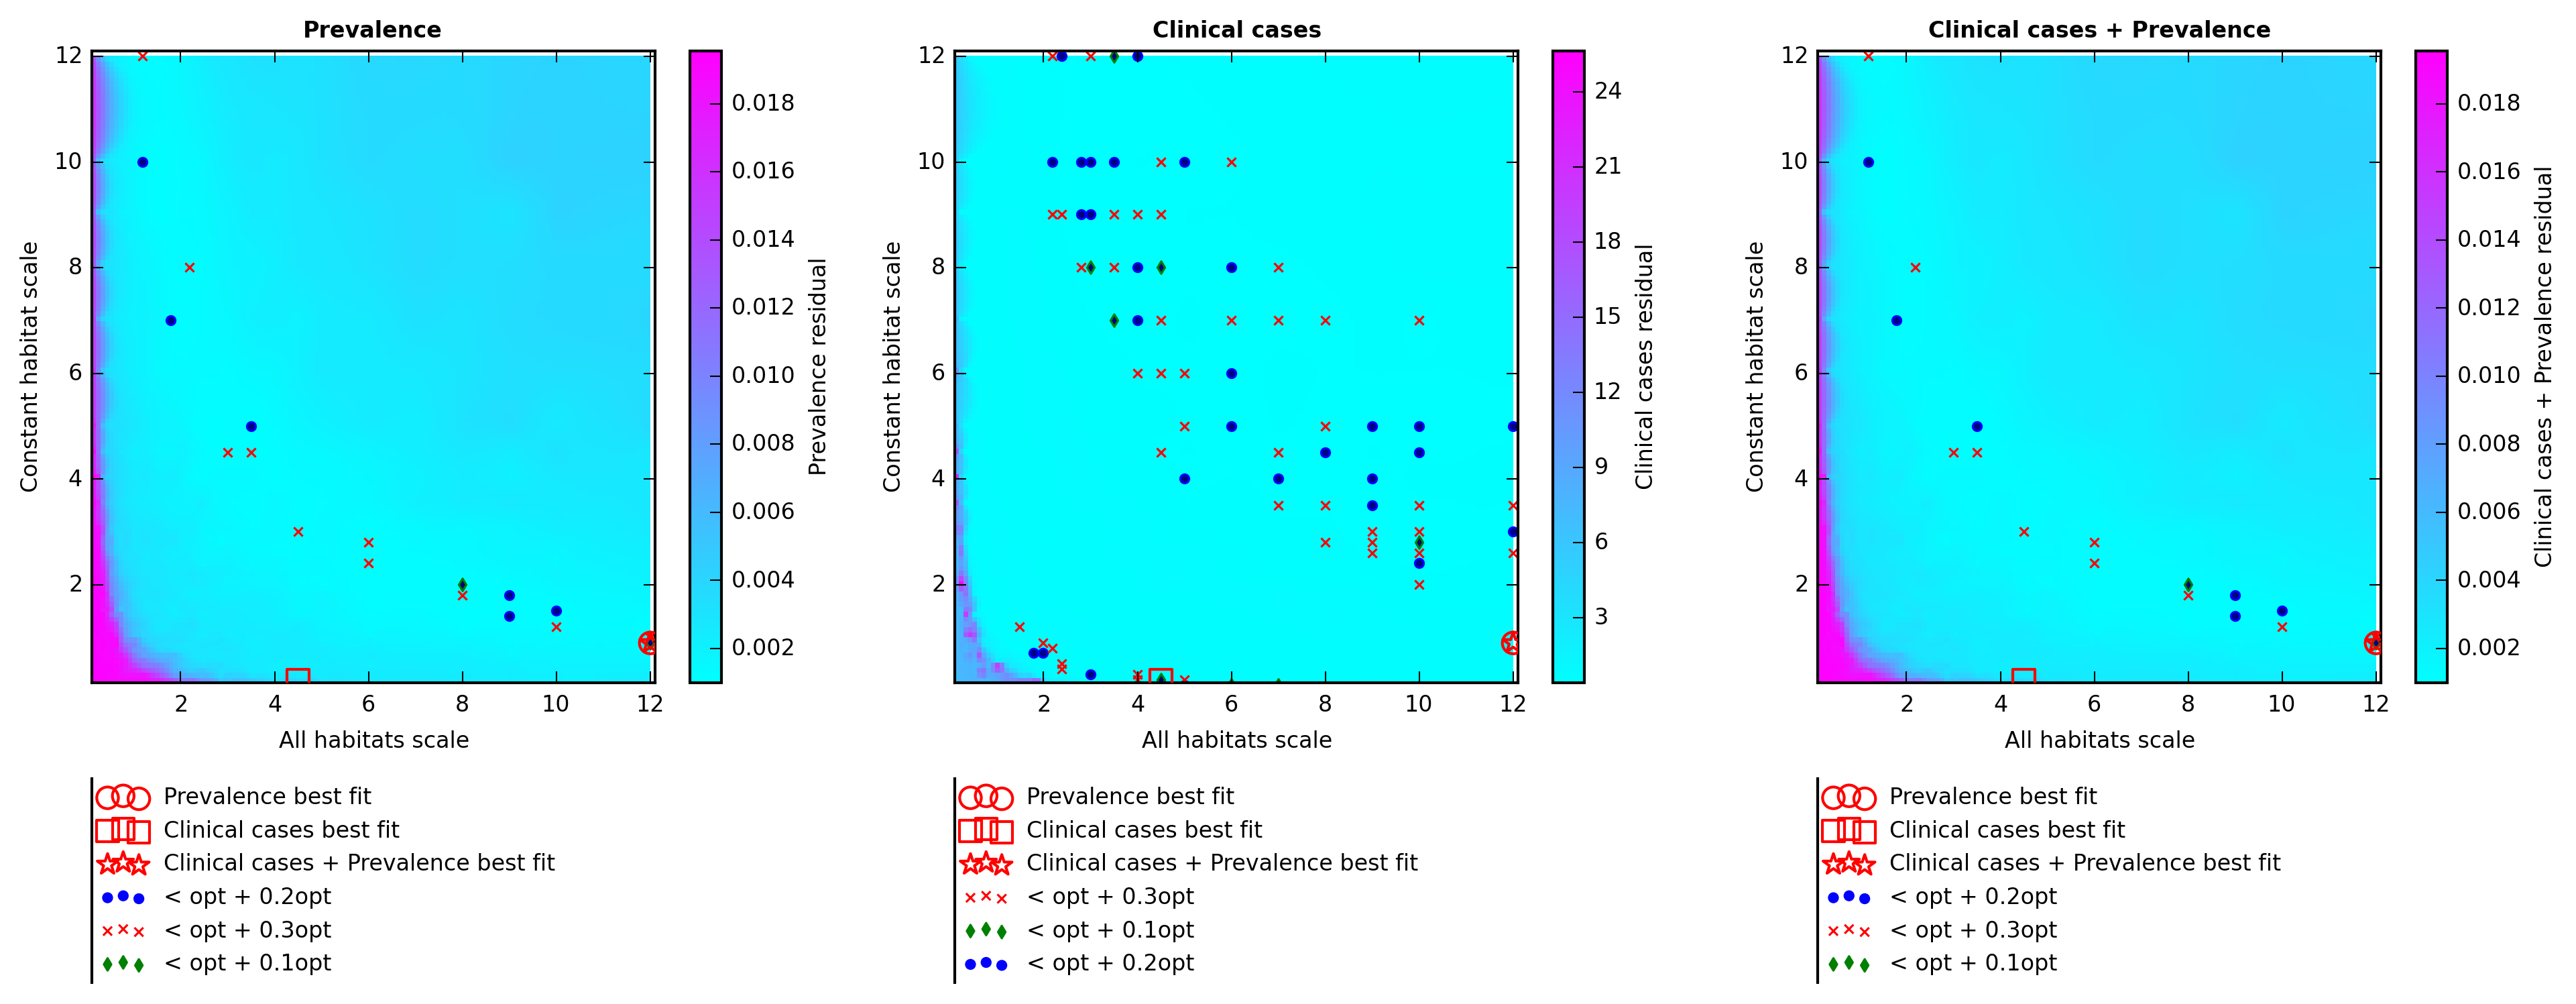 Prevalence
12
10
8
6
4
2
2 4 6 8 10 12
Constant habitat scale
All habitats scale
0.018
0.016
0.014
0.012
0.010
0.008
0.006
0.004
0.002
Prevalence residual
Prevalence best fit
Clinical cases best fit
Clinical cases + Prevalence best fit
< opt + 0.2opt
< opt + 0.3opt
< opt + 0.1opt
Clinical cases
12
10
8
6
4
2
2 4 6 8 10 12
Constant habitat scale
All habitats scale
24
21
18
15
12
9
6
3
Clinical cases residual
Prevalence best fit
Clinical cases best fit
Clinical cases + Prevalence best fit
< opt + 0.3opt
< opt + 0.1opt
< opt + 0.2opt
Clinical cases + Prevalence
12
10
8
6
4
2
2 4 6 8 10 12
Constant habitat scale
All habitats scale
0.018
0.016
0.014
0.012
0.010
0.008
0.006
0.004
0.002
Clinical cases + Prevalence residual
Prevalence best fit
Clinical cases best fit
Clinical cases + Prevalence best fit
< opt + 0.2opt
< opt + 0.3opt
< opt + 0.1opt